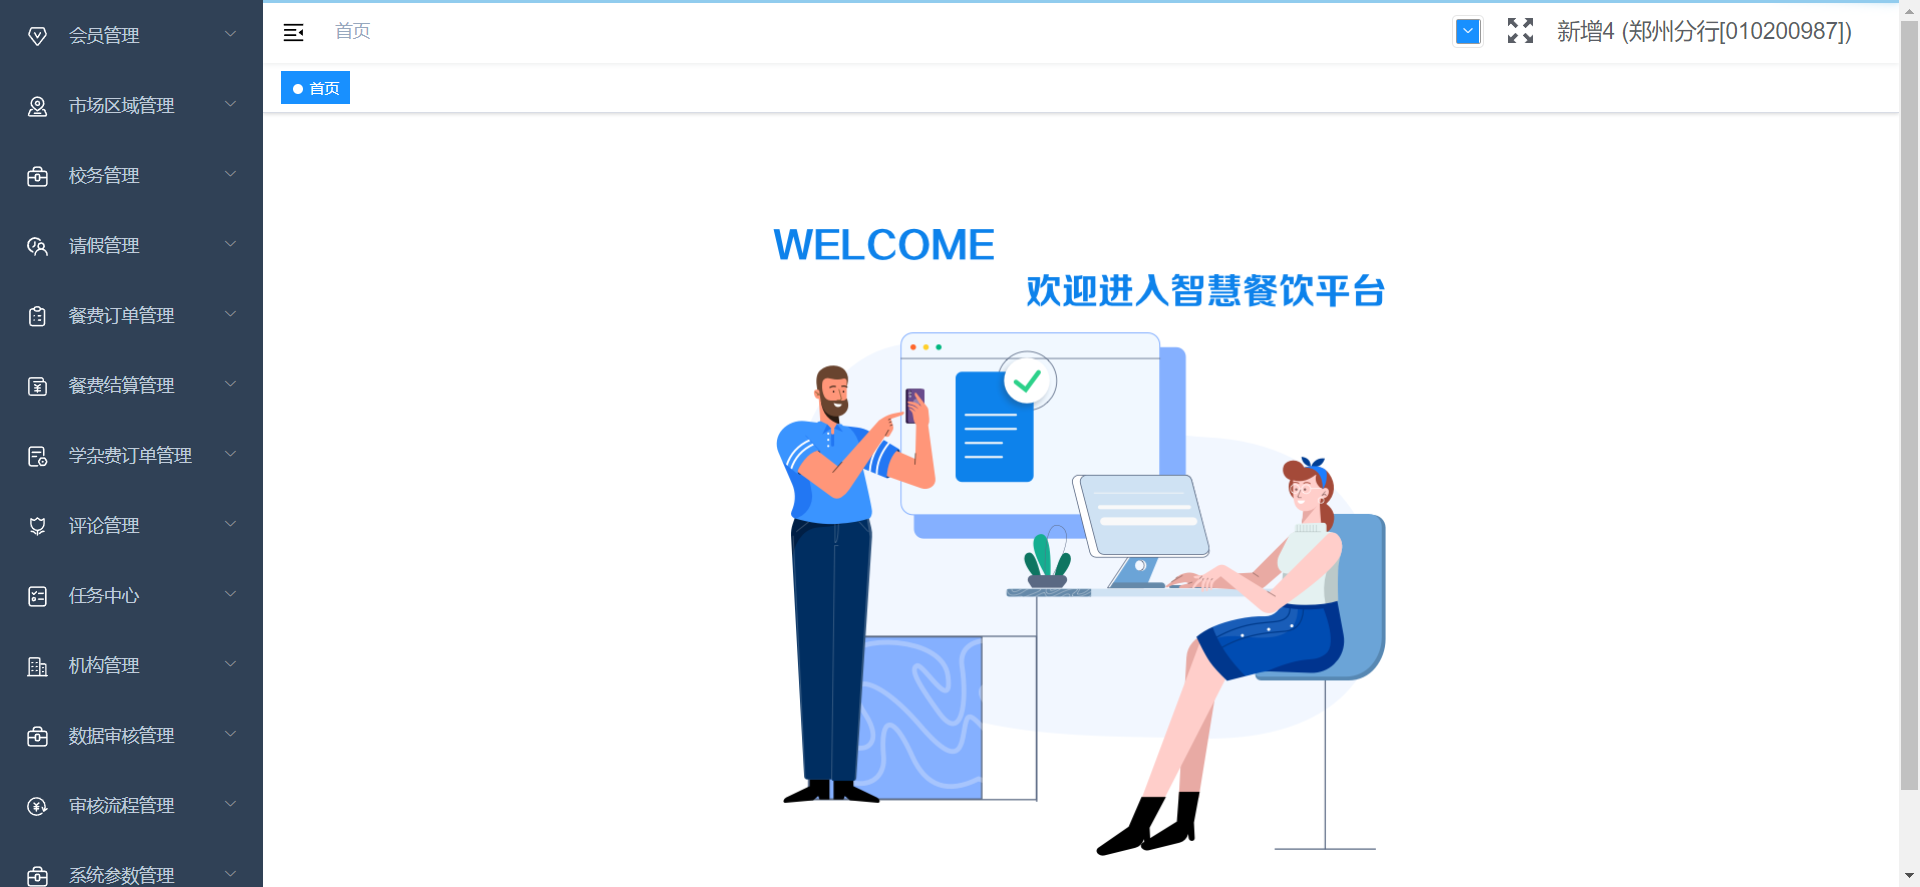 会员管理
市场区域管理
校务管理
请假管理
餐费订单管理
餐费结算管理
学杂费订单管理
评论管理
任务中心
机构管理
数据审核管理
审核流程管理
系统参数管理
首页
新增4 (郑州分行[010200987])
首页
WELCOME
欢迎进入智慧餐饮平台